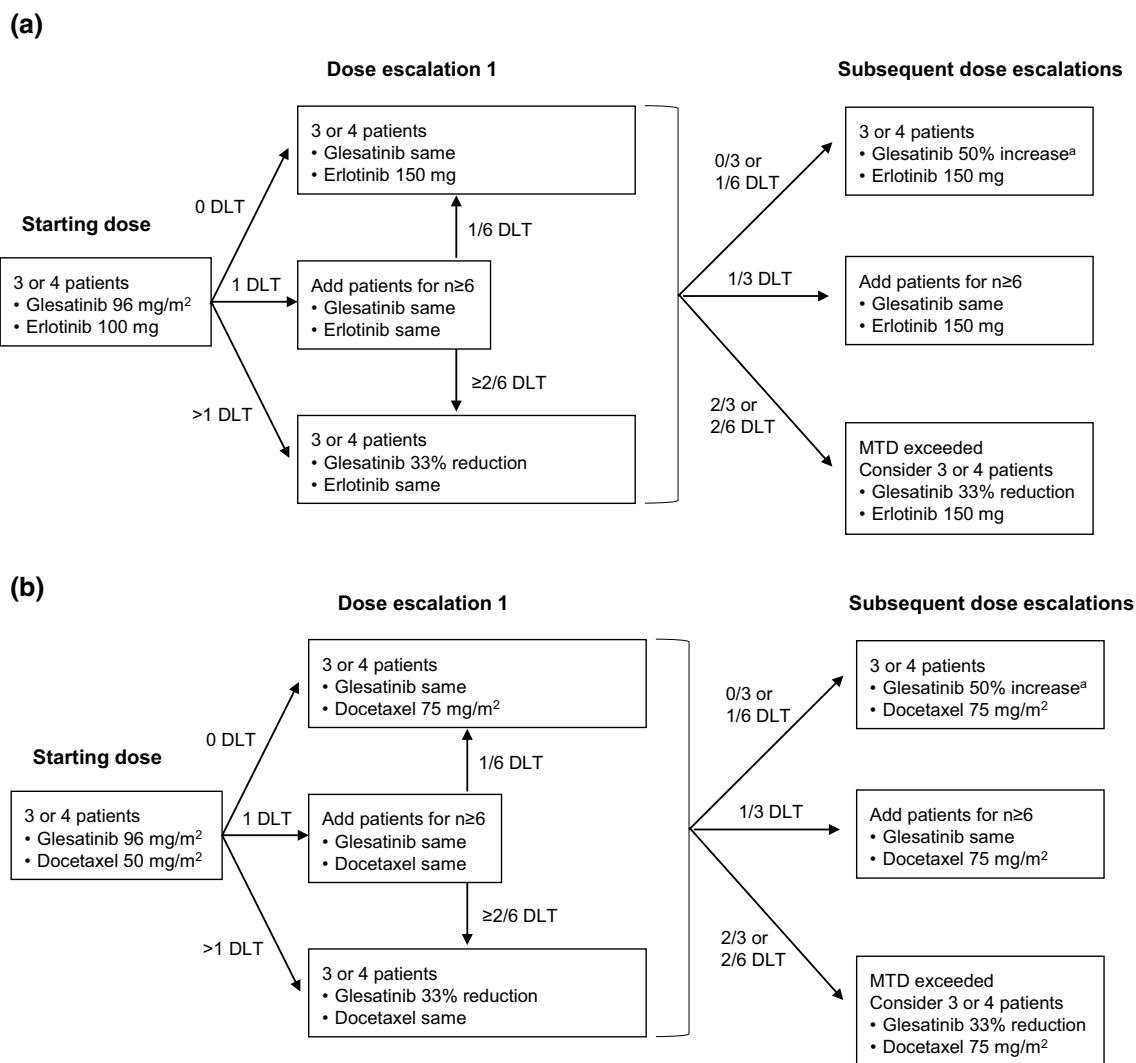 (a)
Dose escalation 1
Subsequent dose escalations
3 or 4 patients
• Glesatinib same
• Erlotinib 150 mg
3 or 4 patients
• Glesatinib 50% increaseᵃ
• Erlotinib 150 mg
0/3 or
1/6 DLT
0 DLT
1/6 DLT
Starting dose
3 or 4 patients
• Glesatinib 96 mg/m²
• Erlotinib 100 mg
1 DLT
Add patients for n≥6
• Glesatinib same
• Erlotinib same
1/3 DLT
Add patients for n≥6
• Glesatinib same
• Erlotinib 150 mg
≥2/6 DLT
>1 DLT
2/3 or
2/6 DLT
3 or 4 patients
• Glesatinib 33% reduction
• Erlotinib same
MTD exceeded
Consider 3 or 4 patients
• Glesatinib 33% reduction
• Erlotinib 150 mg
(b)
Dose escalation 1
Subsequent dose escalations
3 or 4 patients
• Glesatinib same
• Docetaxel 75 mg/m²
3 or 4 patients
• Glesatinib 50% increaseᵃ
• Docetaxel 75 mg/m²
0/3 or
1/6 DLT
0 DLT
1/6 DLT
Starting dose
3 or 4 patients
• Glesatinib 96 mg/m²
• Docetaxel 50 mg/m²
1 DLT
Add patients for n≥6
• Glesatinib same
• Docetaxel same
1/3 DLT
Add patients for n≥6
• Glesatinib same
• Docetaxel 75 mg/m²
≥2/6 DLT
>1 DLT
2/3 or
2/6 DLT
3 or 4 patients
• Glesatinib 33% reduction
• Docetaxel same
MTD exceeded
Consider 3 or 4 patients
• Glesatinib 33% reduction
• Docetaxel 75 mg/m²